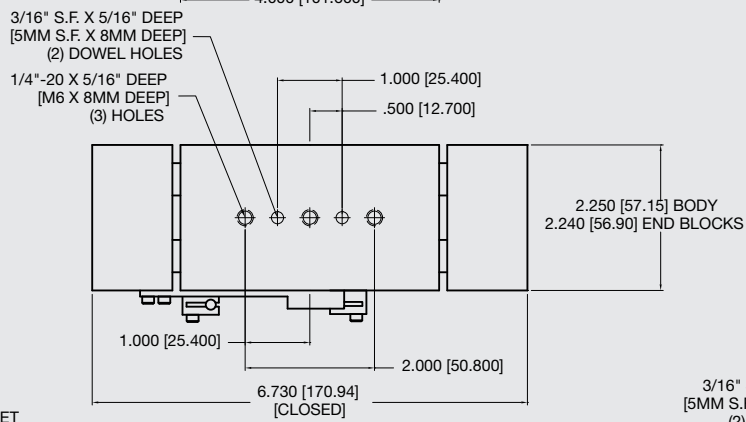 3/16" S.F. X 5/16" DEEP
[5MM S.F. X 8MM DEEP]
(2) DOWEL HOLES
1/4"-20 X 5/16" DEEP
[M6 X 8MM DEEP]
(3) HOLES
1.000 [25.400]
.500 [12.700]
2.250 [57.15] BODY
2.240 [56.90] END BLOCKS
1.000 [25.400]
2.000 [50.800]
6.730 [170.94]
[CLOSED]
3/16"
[5MM S.